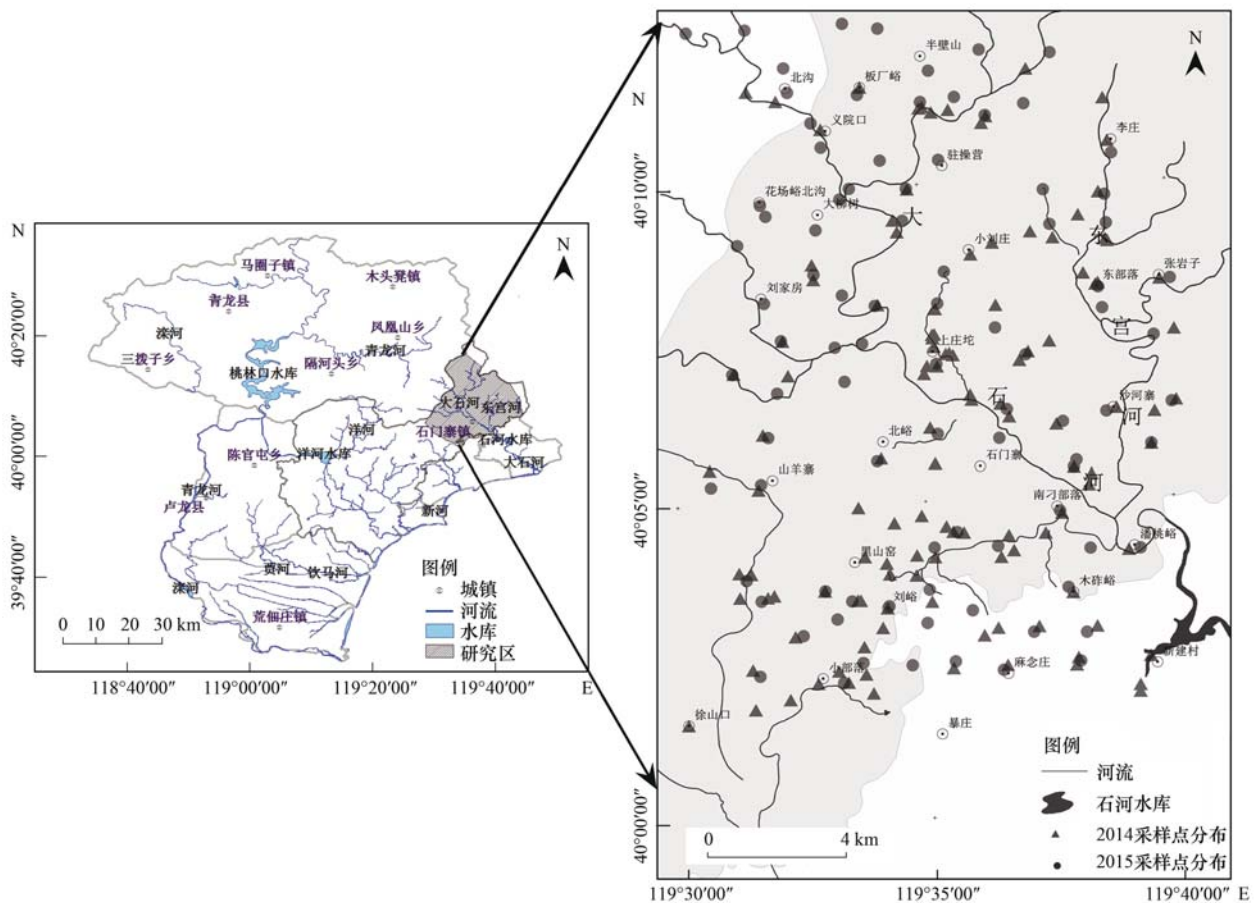 N
N
马圈子镇
木头凳镇
青龙县
滦河
凤凰山乡
青龙河
三拨子乡
桃林口水库
隔河头乡
大石河
东宫河
洋河
石门寨镇
石河水库
陈官屯乡
洋河水库
大石河
青龙河
卢龙县
新河
贾河
饮马河
滦河
荒佃庄镇
40°20′00″
40°00′00″
39°40′00″
0 10 20 30 km
图例
城镇
河流
水库
研究区
118°40′00″ 119°00′00″ 119°20′00″ 119°40′00″ E
N
N
半壁山
北沟
板厂峪
义院口
李庄
驻操营
花场峪北沟
大柳树
大
小刘庄
东
张岩子
东部落
刘家房
宫
上庄坨
石
沙河寨
河
北峪
石门寨
山羊寨
河
南刁部落
潘桃峪
黑山窑
木砟峪
刘峪
新建村
小部落
麻念庄
徐山口
暴庄
40°10′00″
40°05′00″
40°00′00″
图例
河流
石河水库
2014采样点分布
2015采样点分布
0 4 km
119°30′00″ 119°35′00″ 119°40′00″ E